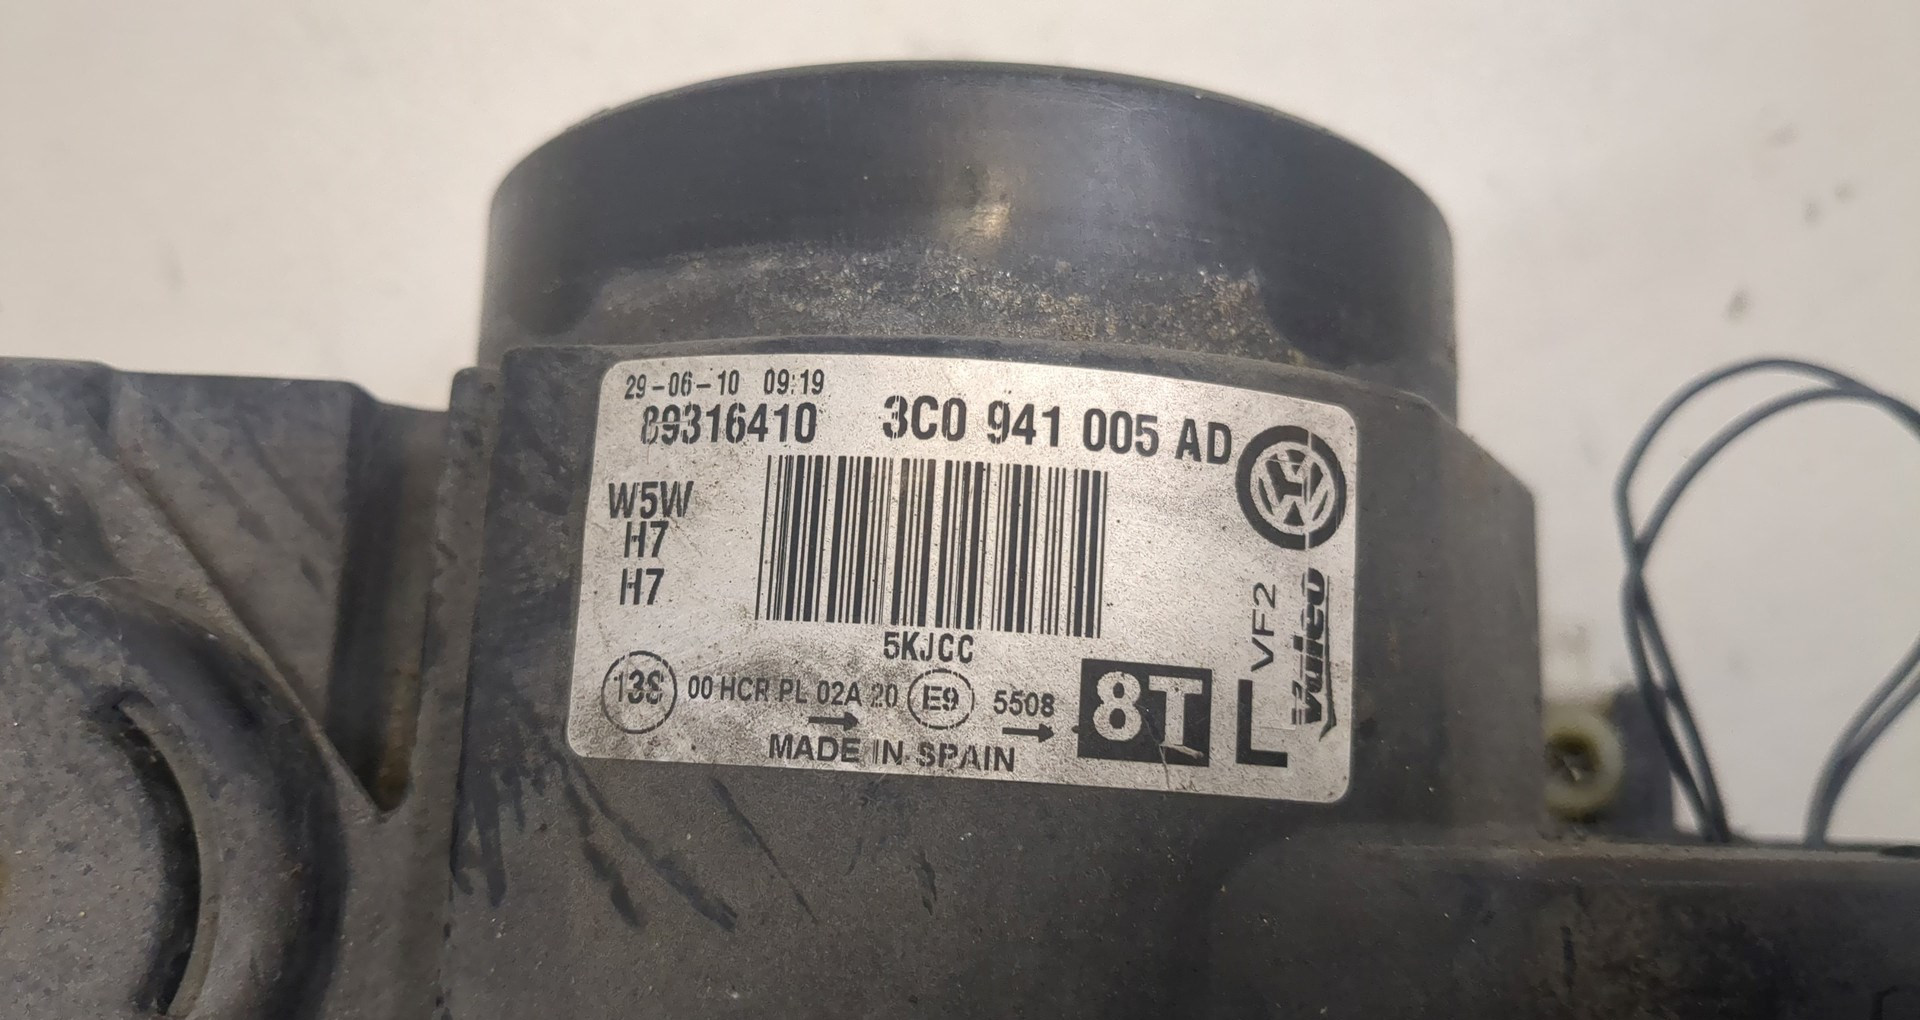 29-06-10 09:19
89316410 3C0 941 005 AD
W5W
H7
H7
5KJCC
VF2
Valeo
13S 00 HCR PL 02A 20 E9 5508 8T L
MADE IN SPAIN